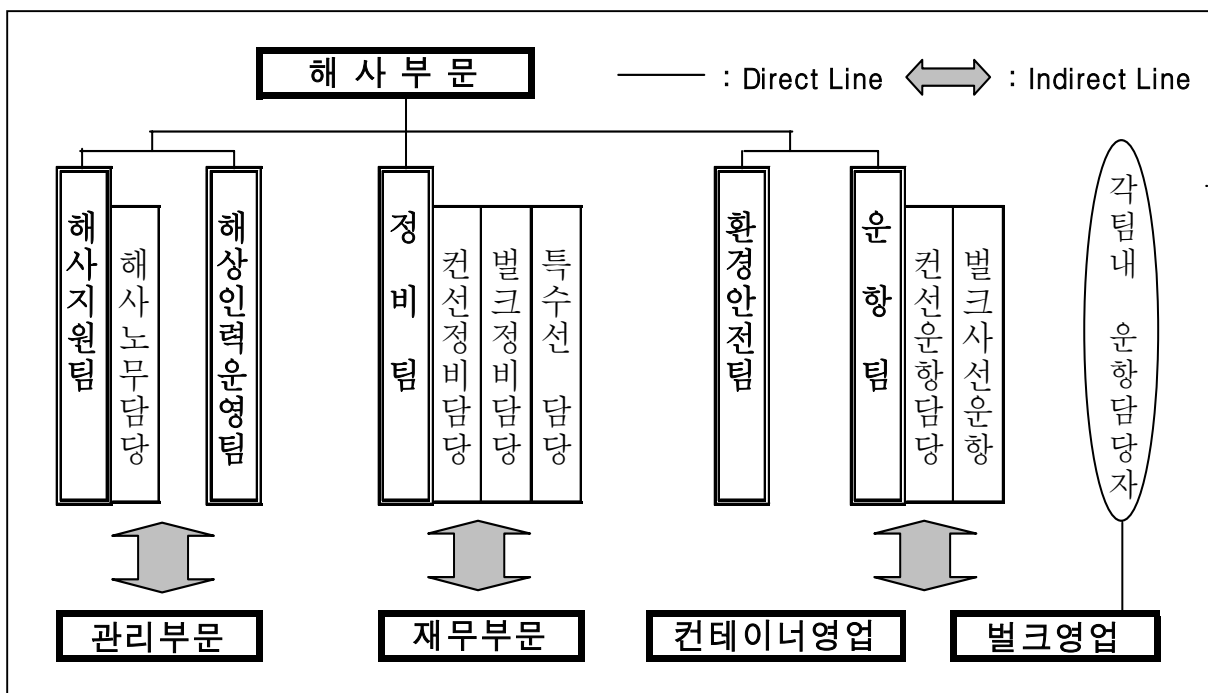 해 사 부 문
: Direct Line
: Indirect Line
해사지원팀
해사노무담당
해상인력운영팀
정 비 팀
컨선정비담당
벌크정비담당
특수선 담당
환경안전팀
운 항 팀
컨선운항담당
벌크사선운항
각팀내 운항담당자
관리부문
재무부문
컨테이너영업
벌크영업